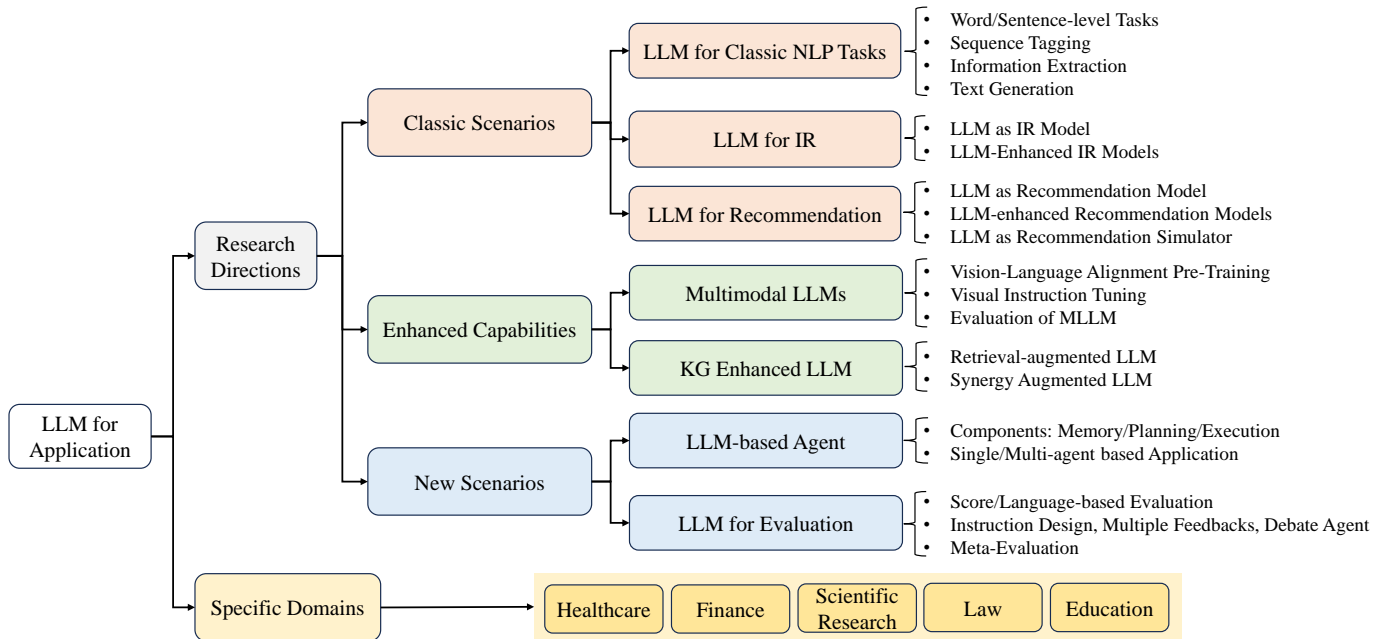 LLM for
Application
Research
Directions
Classic Scenarios
LLM for Classic NLP Tasks
• Word/Sentence-level Tasks
• Sequence Tagging
• Information Extraction
• Text Generation
LLM for IR
• LLM as IR Model
• LLM-Enhanced IR Models
LLM for Recommendation
• LLM as Recommendation Model
• LLM-enhanced Recommendation Models
• LLM as Recommendation Simulator
Enhanced Capabilities
Multimodal LLMs
• Vision-Language Alignment Pre-Training
• Visual Instruction Tuning
• Evaluation of MLLM
KG Enhanced LLM
• Retrieval-augmented LLM
• Synergy Augmented LLM
New Scenarios
LLM-based Agent
• Components: Memory/Planning/Execution
• Single/Multi-agent based Application
LLM for Evaluation
• Score/Language-based Evaluation
• Instruction Design, Multiple Feedbacks, Debate Agent
• Meta-Evaluation
Specific Domains
Healthcare
Finance
Scientific
Research
Law
Education